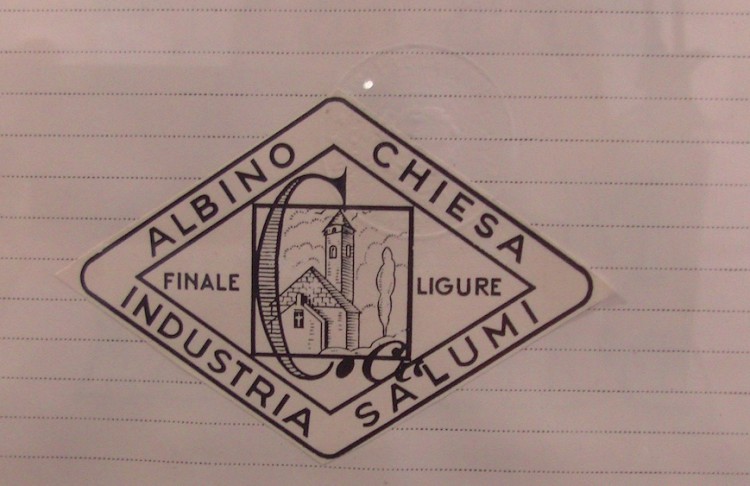 ALBINO CHIESA
FINALE LIGURE
C.a.
INDUSTRIA SALUMI